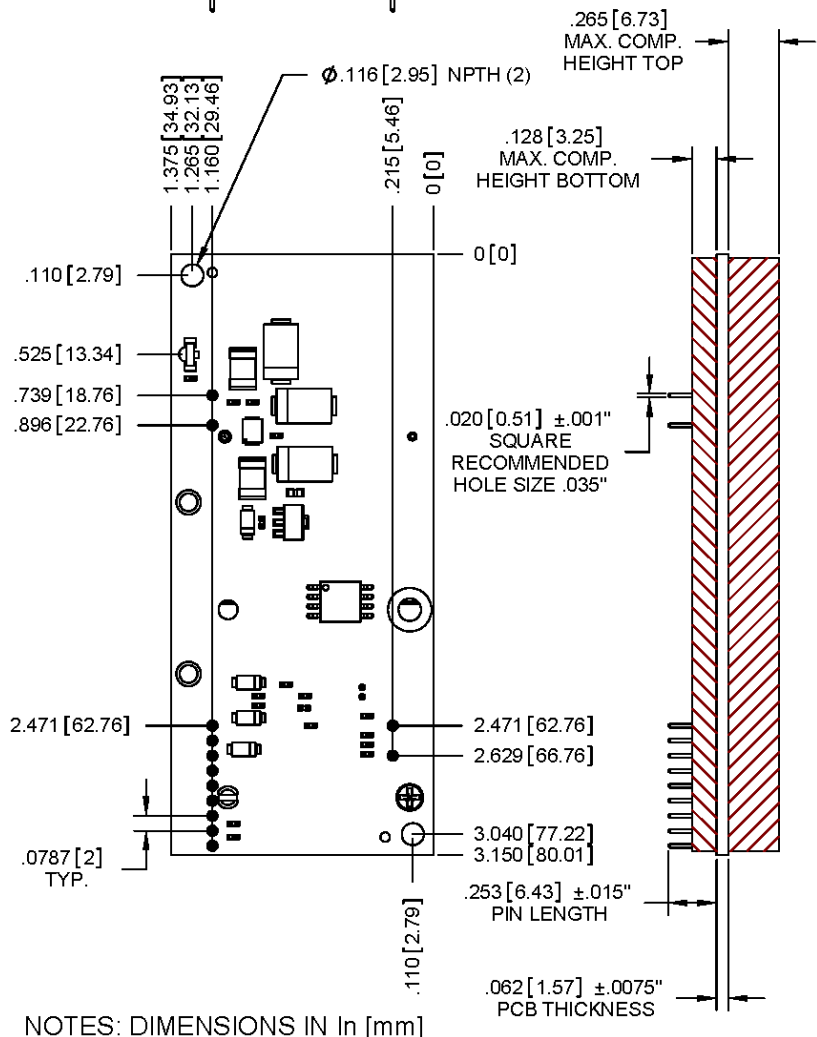 .265 [6.73]
MAX. COMP.
HEIGHT TOP
Ø.116 [2.95] NPTH (2)
1.375 [34.93]
1.265 [32.13]
1.160 [29.46]
.215 [5.46]
0 [0]
.128 [3.25]
MAX. COMP.
HEIGHT BOTTOM
0 [0]
.110 [2.79]
.525 [13.34]
.739 [18.76]
.896 [22.76]
.020 [0.51] ±.001"
SQUARE
RECOMMENDED
HOLE SIZE .035"
2.471 [62.76]
2.471 [62.76]
2.629 [66.76]
3.040 [77.22]
3.150 [80.01]
.0787 [2]
TYP.
.110 [2.79]
.253 [6.43] ±.015"
PIN LENGTH
.062 [1.57] ±.0075"
PCB THICKNESS
NOTES: DIMENSIONS IN In [mm]